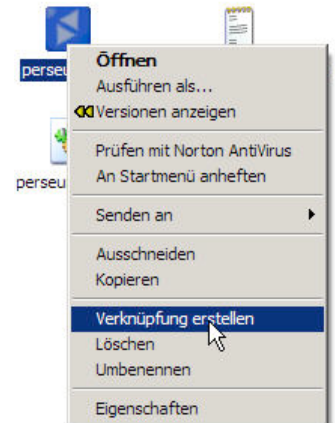 perseu
Öffnen
Ausführen als...
Versionen anzeigen
Prüfen mit Norton AntiVirus
An Startmenü anheften
perseu
Senden an
Ausschneiden
Kopieren
Verknüpfung erstellen
Löschen
Umbenennen
Eigenschaften